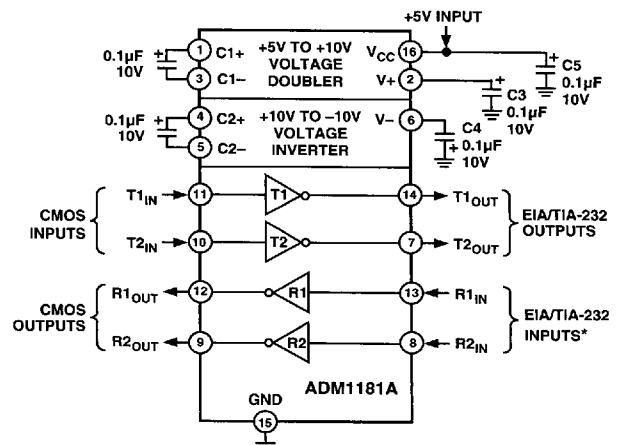 +5V INPUT
0.1µF
10V
+
1
C1+
3
C1–
+5V TO +10V
VOLTAGE
DOUBLER
VCC
16
V+
2
+
C5
0.1µF
10V
+
C3
0.1µF
10V
0.1µF
10V
+
4
C2+
5
C2–
+10V TO –10V
VOLTAGE
INVERTER
V–
6
C4
+
0.1µF
10V
CMOS
INPUTS
T1IN
11
T1
14
T1OUT
T2IN
10
T2
7
T2OUT
EIA/TIA-232
OUTPUTS
CMOS
OUTPUTS
R1OUT
12
R1
13
R1IN
R2OUT
9
R2
8
R2IN
EIA/TIA-232
INPUTS*
ADM1181A
GND
15